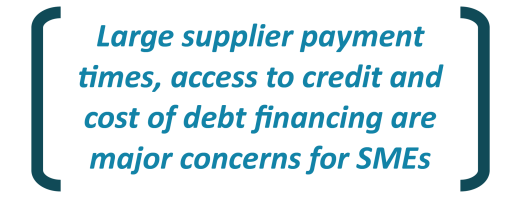 Large supplier payment
times, access to credit and
cost of debt financing are
major concerns for SMEs